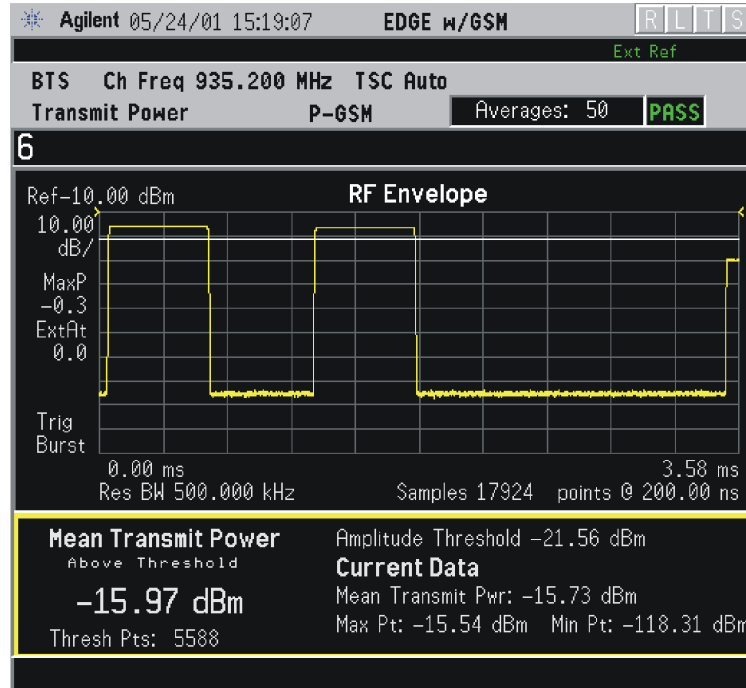 Agilent 05/24/01 15:19:07 EDGE w/GSM R L T S
Ext Ref
BTS Ch Freq 935.200 MHz TSC Auto
Transmit Power P-GSM Averages: 50 PASS
6
Ref-10.00 dBm RF Envelope
10.00
dB/
MaxP
-0.3
ExtAt
0.0
Trig
Burst
0.00 ms 3.58 ms
Res BW 500.000 kHz Samples 17924 points @ 200.00 ns
Mean Transmit Power Amplitude Threshold -21.56 dBm
Above Threshold Current Data
-15.97 dBm Mean Transmit Pwr: -15.73 dBm
Thresh Pts: 5588 Max Pt: -15.54 dBm Min Pt: -118.31 dBm